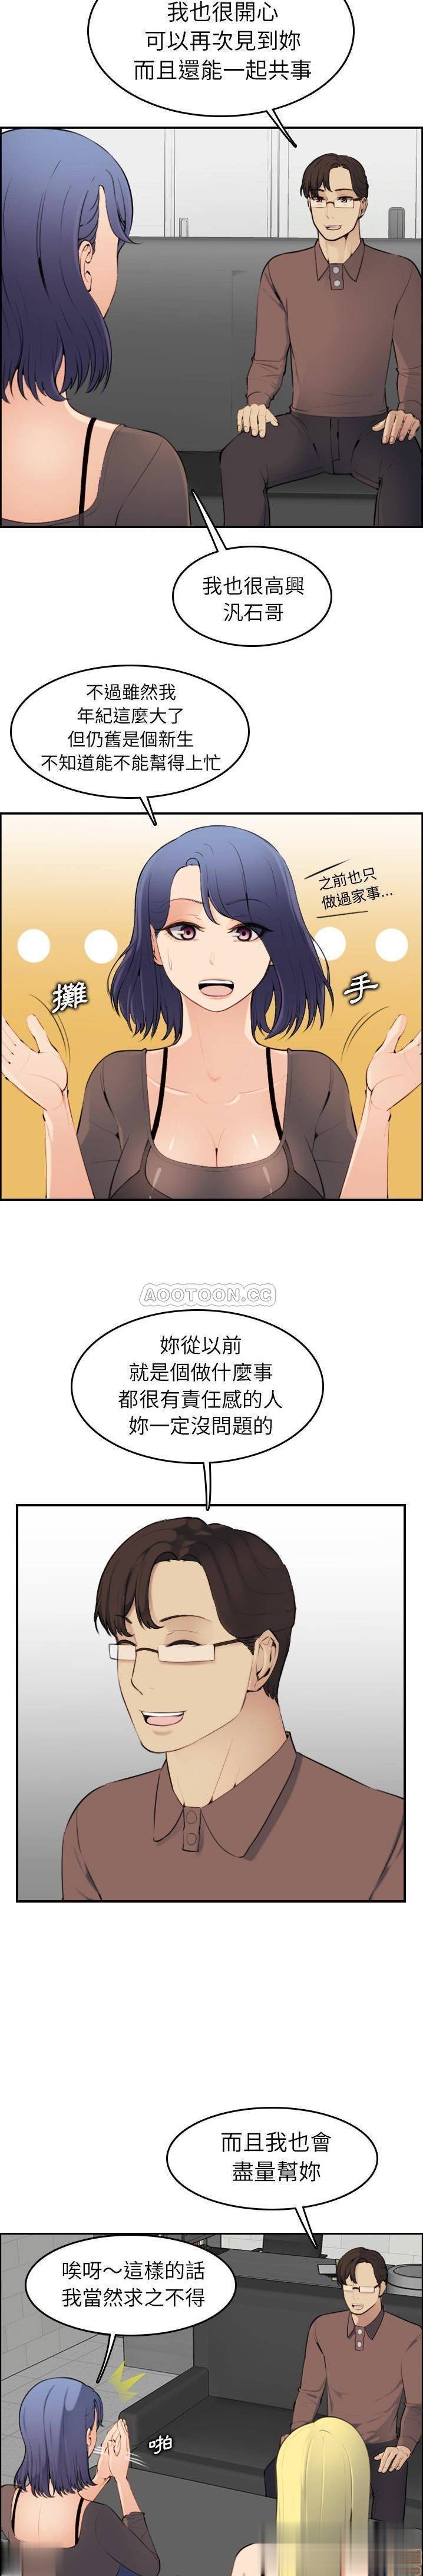 我也很開心
可以再次見到妳
而且還能一起共事
我也很高興
汎石哥
不過雖然我
年紀這麼大了
但仍舊是個新生
不知道能不能幫得上忙
之前也只
做過家事...
攤
手
AOOTOON.CC
妳從以前
就是個做什麼事
都很有責任感的人
妳一定沒問題的
而且我也會
盡量幫妳
唉呀～這樣的話
我當然求之不得
啪